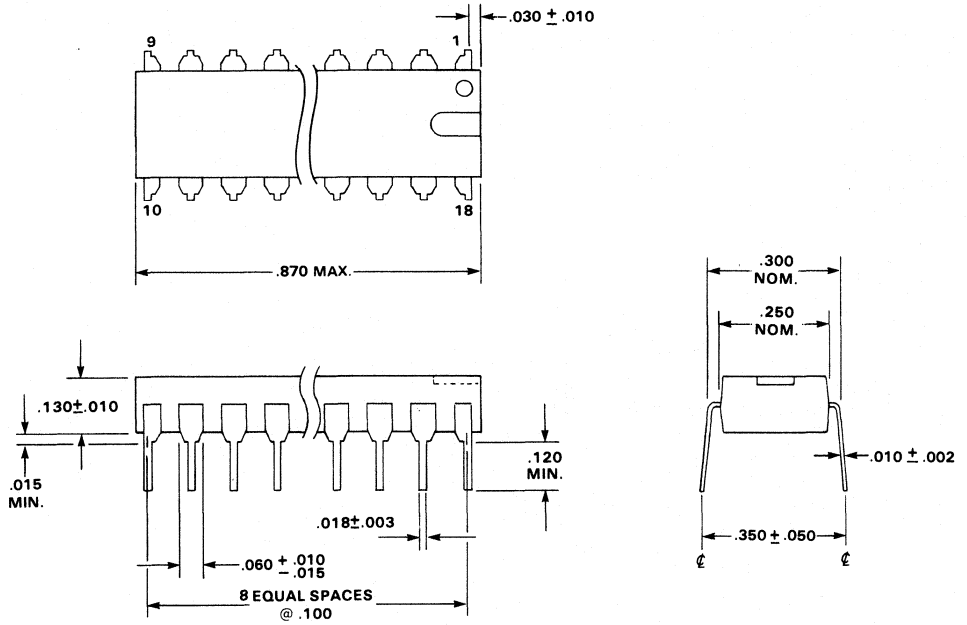 .030 ± .010
9
1
10
18
.870 MAX.
.300
NOM.
.250
NOM.
.130±.010
.015
MIN.
.120
MIN.
.018±.003
.010 ± .002
.060 + .010
- .015
.350 ± .050
℄
℄
8 EQUAL SPACES
@ .100